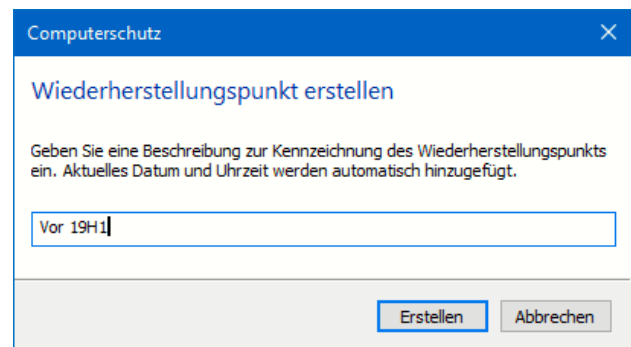 Computerschutz
Wiederherstellungspunkt erstellen
Geben Sie eine Beschreibung zur Kennzeichnung des Wiederherstellungspunkts
ein. Aktuelles Datum und Uhrzeit werden automatisch hinzugefügt.
Vor 19H1
Erstellen
Abbrechen